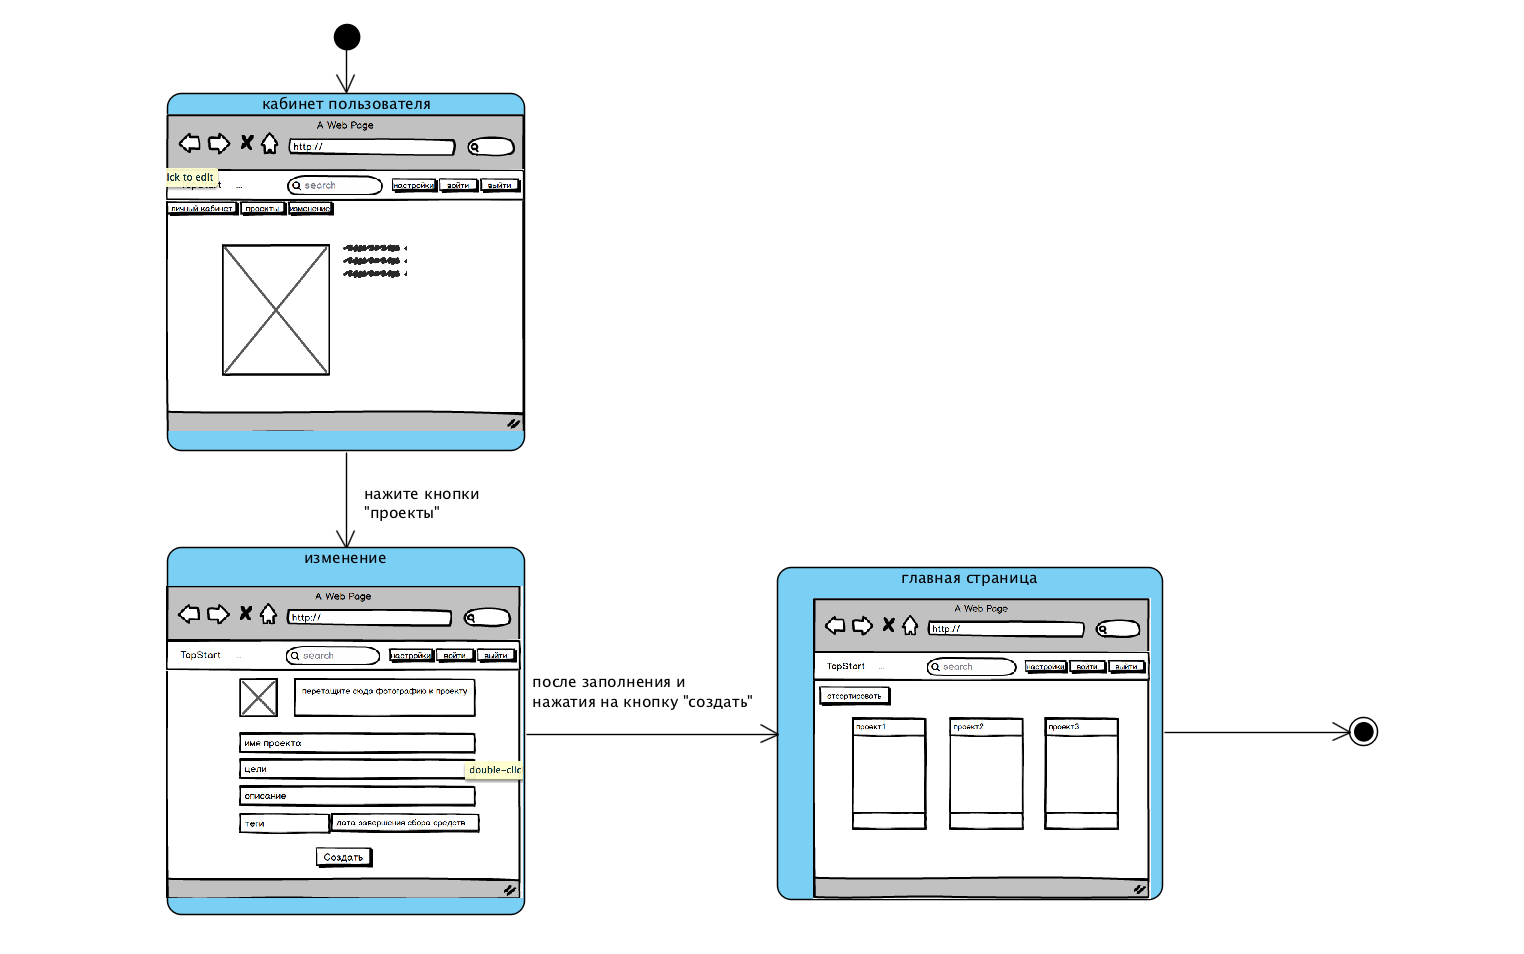 кабинет пользователя
A Web Page
http://
ick to edit
... search настройки войти выйти
личный кабинет проекты изменение
нажите кнопки
"проекты"
изменение
A Web Page
http://
TopStart ... search настройки войти выйти
перетащите сюда фотографию к проекту
имя проекта
цели
double-clic
описание
теги дата завершения сбора средств
Создать
после заполнения и
нажатия на кнопку "создать"
главная страница
A Web Page
http://
TopStart ... search настройки войти выйти
отсортировать
проект1 проект2 проект3